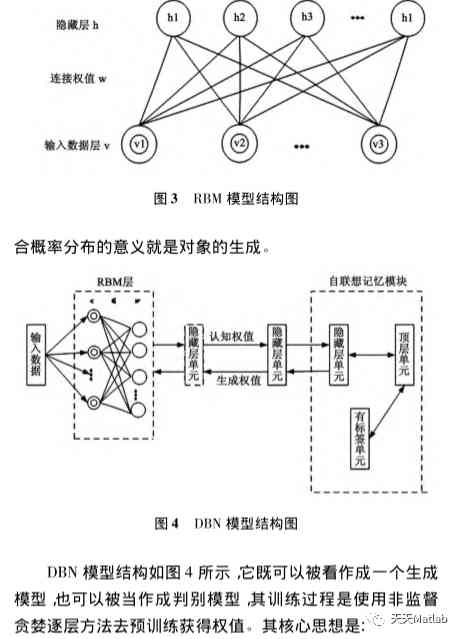 隐藏层 h
h1 h2 h3 ••• h1
连接权值 w
输入数据层 v
v1 v2 ••• v3
图 3 RBM 模型结构图
合概率分布的意义就是对象的生成。
RBM层
自联想记忆模块
输入数据
隐藏层单元
认知权值
生成权值
隐藏层单元
隐藏层单元
顶层单元
有标签单元
图 4 DBN 模型结构图
DBN 模型结构如图 4 所示,它既可以被看作成一个生成
模型,也可以被当作成判别模型,其训练过程是使用非监督
贪婪逐层方法去预训练获得权值。其核心思想是:
天天Matlab